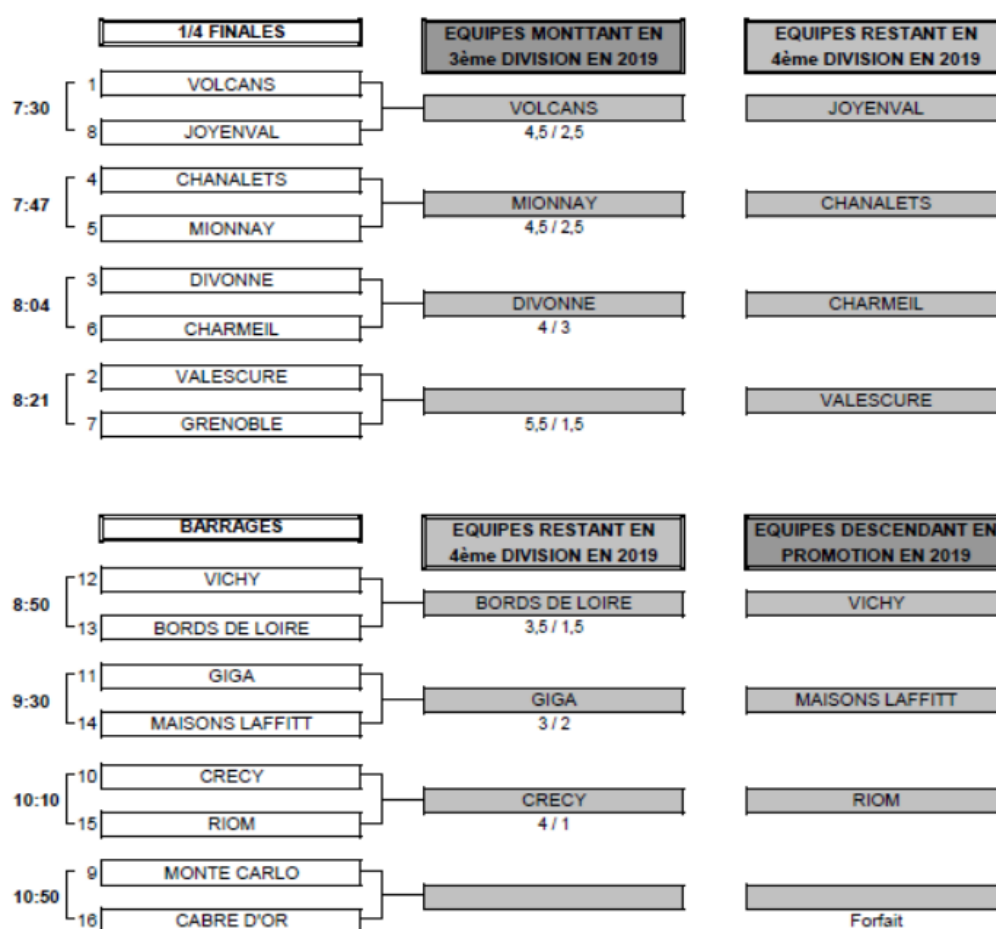 1/4 FINALES
EQUIPES MONTTANT EN
3ème DIVISION EN 2019
EQUIPES RESTANT EN
4ème DIVISION EN 2019
7:30
1 VOLCANS
8 JOYENVAL
VOLCANS
4,5 / 2,5
JOYENVAL
7:47
4 CHANALETS
5 MIONNAY
MIONNAY
4,5 / 2,5
CHANALETS
8:04
3 DIVONNE
6 CHARMEIL
DIVONNE
4 / 3
CHARMEIL
8:21
2 VALESCURE
7 GRENOBLE
5,5 / 1,5
VALESCURE
BARRAGES
EQUIPES RESTANT EN
4ème DIVISION EN 2019
EQUIPES DESCENDANT EN
PROMOTION EN 2019
8:50
12 VICHY
13 BORDS DE LOIRE
BORDS DE LOIRE
3,5 / 1,5
VICHY
9:30
11 GIGA
14 MAISONS LAFFITT
GIGA
3 / 2
MAISONS LAFFITT
10:10
10 CRECY
15 RIOM
CRECY
4 / 1
RIOM
10:50
9 MONTE CARLO
16 CABRE D'OR
Forfait